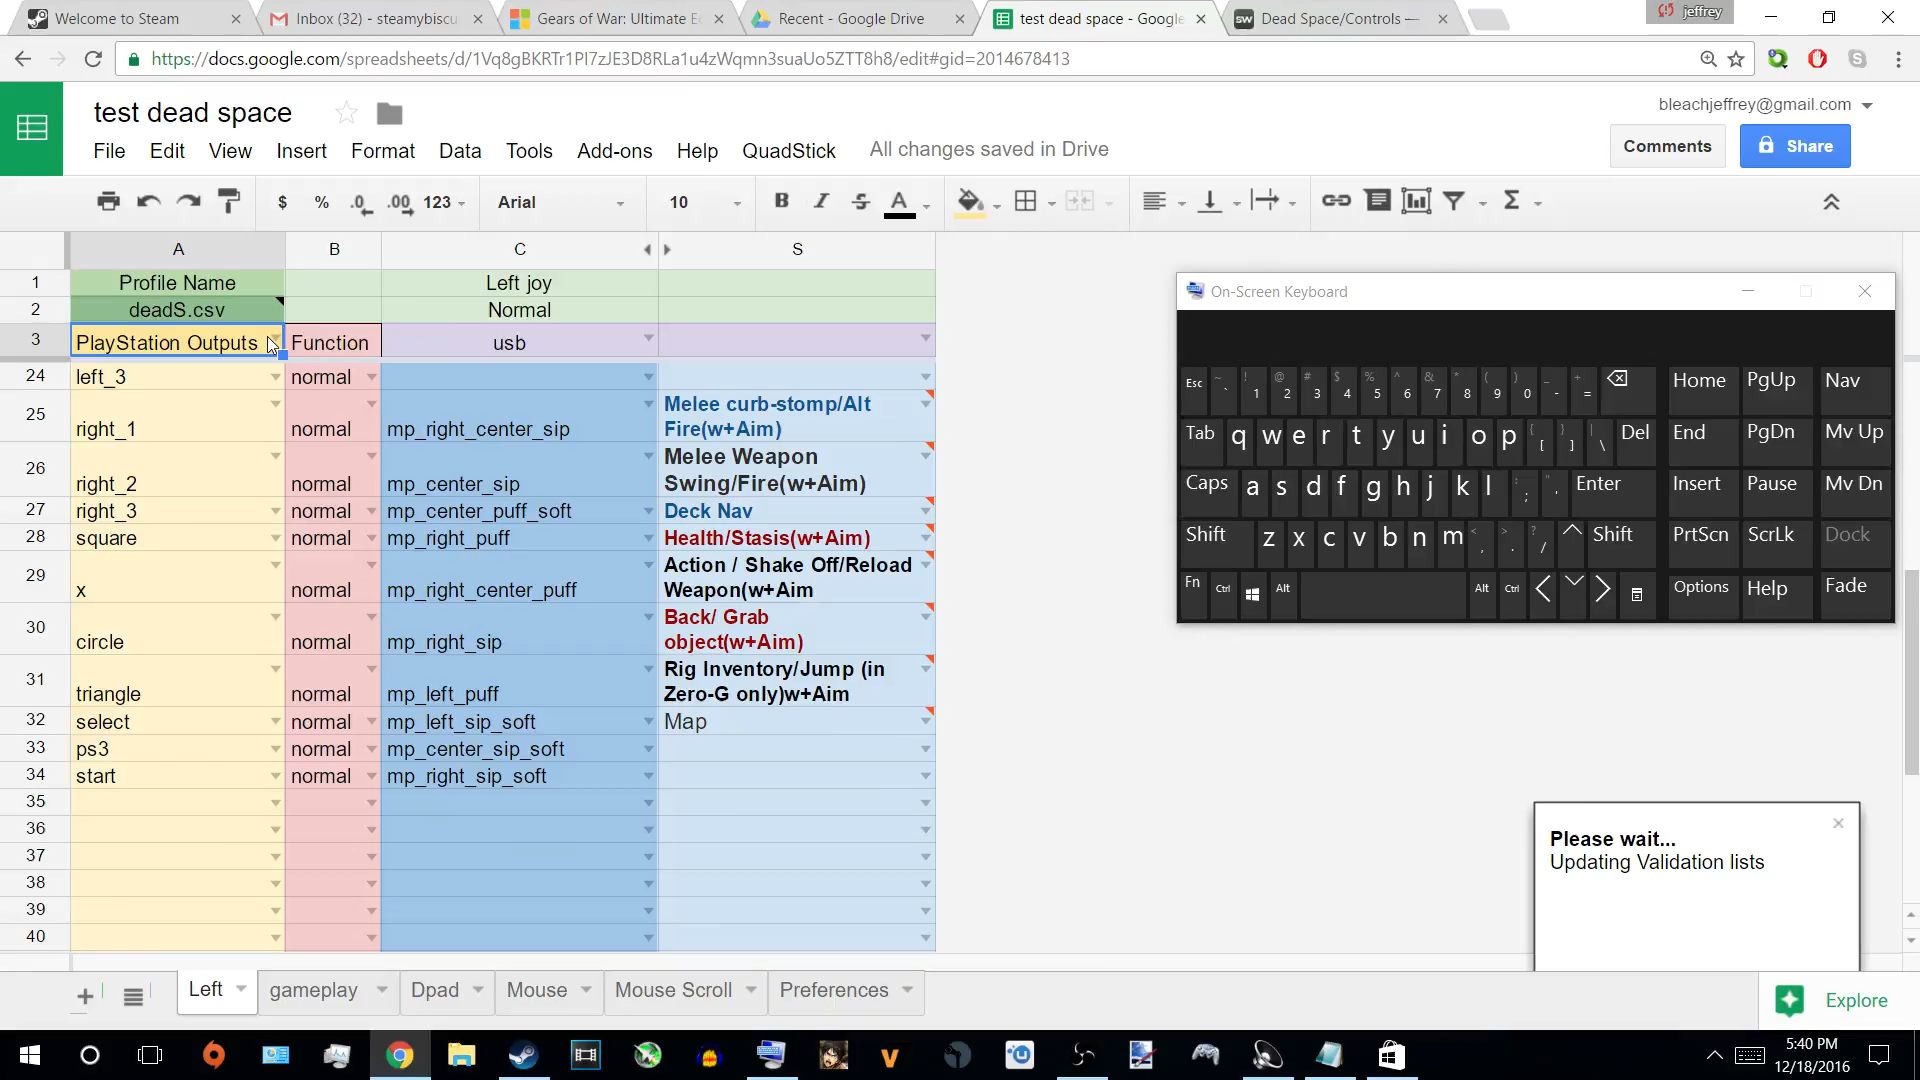 Welcome to Steam
Inbox (32) - steamybiscu
Gears of War: Ultimate E
Recent - Google Drive
test dead space - Google
SW Dead Space/Controls —
jeffrey
https://docs.google.com/spreadsheets/d/1Vq8gBKRTr1Pl7zJE3D8RLa1u4zWqmn3suaUo5ZTT8h8/edit#gid=2014678413
test dead space
bleachjeffrey@gmail.com
File Edit View Insert Format Data Tools Add-ons Help QuadStick All changes saved in Drive
Comments
Share
$ % .0 .00 123 Arial 10 B I S A Σ
A B C S
1 Profile Name Left joy
2 deadS.csv Normal
3 PlayStation Outputs Function usb
24 left_3 normal
25 right_1 normal mp_right_center_sip Melee curb-stomp/Alt
Fire(w+Aim)
26 right_2 normal mp_center_sip Melee Weapon
Swing/Fire(w+Aim)
27 right_3 normal mp_center_puff_soft Deck Nav
28 square normal mp_right_puff Health/Stasis(w+Aim)
29 x normal mp_right_center_puff Action / Shake Off/Reload
Weapon(w+Aim
30 circle normal mp_right_sip Back/ Grab
object(w+Aim)
31 triangle normal mp_left_puff Rig Inventory/Jump (in
Zero-G only)w+Aim
32 select normal mp_left_sip_soft Map
33 ps3 normal mp_center_sip_soft
34 start normal mp_right_sip_soft
35
36
37
38
39
40
On-Screen Keyboard
Esc ~ ` ! 1 @ 2 # 3 $ 4 % 5 ^ 6 & 7 * 8 ( 9 ) 0 _ - + = Home PgUp Nav
Tab q w e r t y u i o p { [ } ] | \ Del End PgDn Mv Up
Caps a s d f g h j k l : ; " ' Enter Insert Pause Mv Dn
Shift z x c v b n m < , > . ? / Shift PrtScn ScrLk Dock
Fn Ctrl Alt Alt Ctrl Options Help Fade
Please wait...
Updating Validation lists
Left gameplay Dpad Mouse Mouse Scroll Preferences
Explore
5:40 PM
12/18/2016